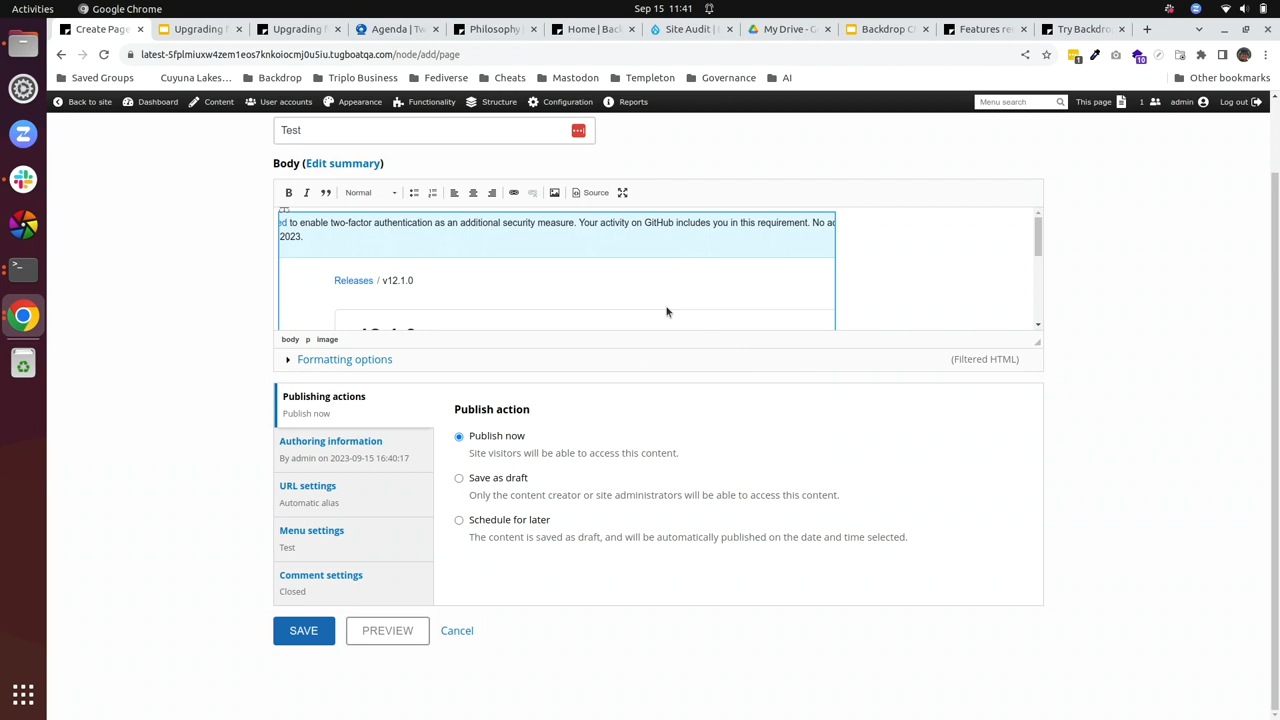 Activities
Google Chrome
Sep 15 11:41
Create Page
Upgrading
Upgrading
Agenda | Tw
Philosophy
Home | Back
Site Audit |
My Drive - G
Backdrop C
Features re
Try Backdrop
latest-5fplmiuxw4zem1eos7knkoiocmj0u5iu.tugboatqa.com/node/add/page
1
10
Saved Groups
Cuyuna Lakes...
Backdrop
Triplo Business
Fediverse
Cheats
Mastodon
Templeton
Governance
AI
Other bookmarks
Back to site
Dashboard
Content
User accounts
Appearance
Functionality
Structure
Configuration
Reports
Menu search
This page
1
admin
Log out
Test
Body (Edit summary)
Normal
Source
ed to enable two-factor authentication as an additional security measure. Your activity on GitHub includes you in this requirement. No ac
2023.
Releases / v12.1.0
body p image
Formatting options
(Filtered HTML)
Publishing actions
Publish now
Authoring information
By admin on 2023-09-15 16:40:17
URL settings
Automatic alias
Menu settings
Test
Comment settings
Closed
Publish action
Publish now
Site visitors will be able to access this content.
Save as draft
Only the content creator or site administrators will be able to access this content.
Schedule for later
The content is saved as draft, and will be automatically published on the date and time selected.
SAVE
PREVIEW
Cancel